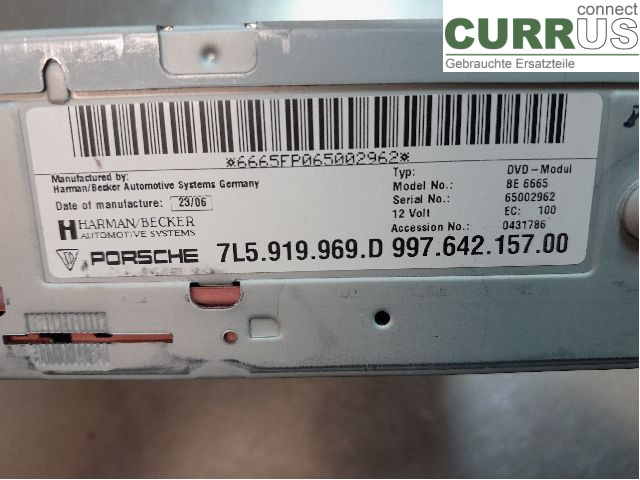 connect
CURRUS
Gebrauchte Ersatzteile
*6665FP065002962*
Manufactured by:
Harman/Becker Automotive Systems Germany
Date of manufacture: 23/06
HARMAN/BECKER
AUTOMOTIVE SYSTEMS
Typ: DVD-Modul
Model No.: BE 6665
Serial No.: 65002962
12 Volt EC: 100
Accession No.: 0431786
PORSCHE 7L5.919.969.D 997.642.157.00